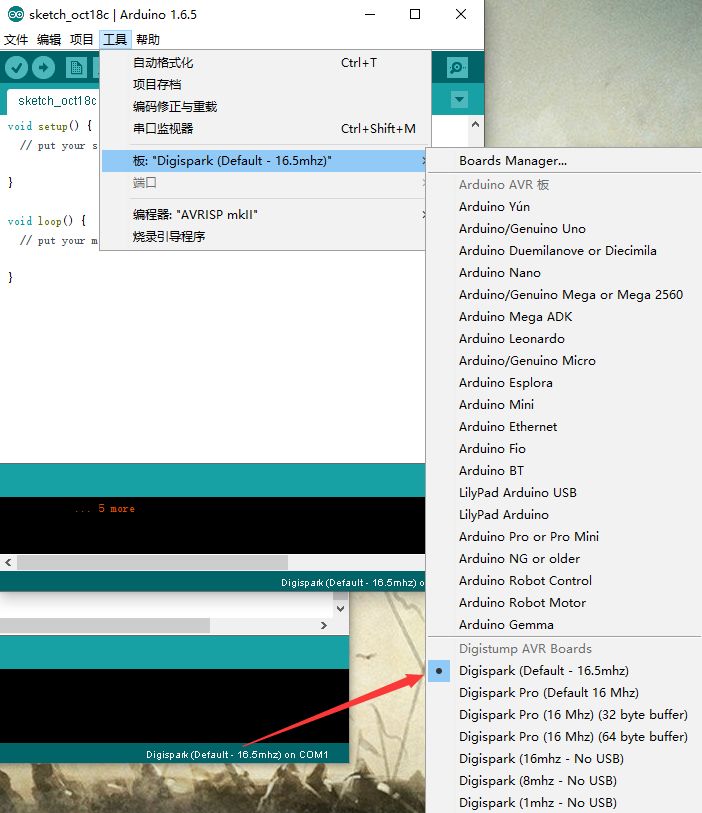 sketch_oct18c | Arduino 1.6.5
文件 编辑 项目 工具 帮助
自动格式化 Ctrl+T
项目存档
编码修正与重载
串口监视器 Ctrl+Shift+M
板: "Digispark (Default - 16.5mhz)"
端口
编程器: "AVRISP mkII"
烧录引导程序
sketch_oct18c
void setup() {
// put your s
}
void loop() {
// put your m
}
... 5 more
Digispark (Default - 16.5mhz) o
Digispark (Default - 16.5mhz) on COM1
Boards Manager...
Arduino AVR 板
Arduino Yún
Arduino/Genuino Uno
Arduino Duemilanove or Diecimila
Arduino Nano
Arduino/Genuino Mega or Mega 2560
Arduino Mega ADK
Arduino Leonardo
Arduino/Genuino Micro
Arduino Esplora
Arduino Mini
Arduino Ethernet
Arduino Fio
Arduino BT
LilyPad Arduino USB
LilyPad Arduino
Arduino Pro or Pro Mini
Arduino NG or older
Arduino Robot Control
Arduino Robot Motor
Arduino Gemma
Digistump AVR Boards
Digispark (Default - 16.5mhz)
Digispark Pro (Default 16 Mhz)
Digispark Pro (16 Mhz) (32 byte buffer)
Digispark Pro (16 Mhz) (64 byte buffer)
Digispark (16mhz - No USB)
Digispark (8mhz - No USB)
Digispark (1mhz - No USB)